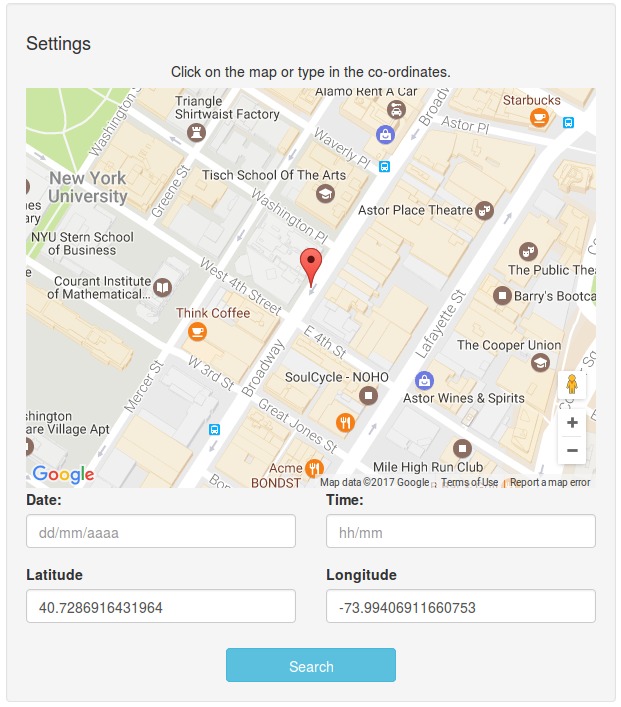 Settings
Click on the map or type in the co-ordinates.
Alamo Rent A Car
Starbucks
Triangle
Shirtwaist Factory
Washington
Broadw
Astor Pl
Waverly Pl
Tisch School Of The Arts
New York
University
Greene St
Washington Pl
Astor Place Theatre
NYU Stern School
of Business
West 4th Street
The Public Thea
Courant Institute
of Mathematical...
Barry's Bootca
Think Coffee
Lafayette St
E 4th St
The Cooper Union
Broadway
W 3rd St
Mercer St
SoulCycle - NOHO
Astor Wines & Spirits
Great Jones St
shington
are Village Apt
Acme
BONDST
Bon
Mile High Run Club
Google
Map data ©2017 Google
Terms of Use
Report a map error
Date:
Time:
dd/mm/aaaa
hh/mm
Latitude
Longitude
40.7286916431964
-73.99406911660753
Search